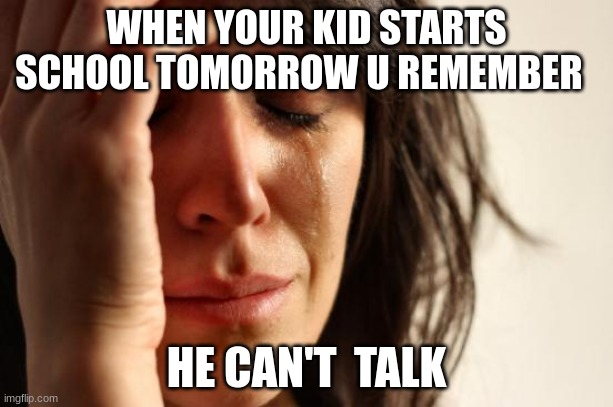 WHEN YOUR KID STARTS
SCHOOL TOMORROW U REMEMBER
HE CAN'T  TALK
imgflip.com